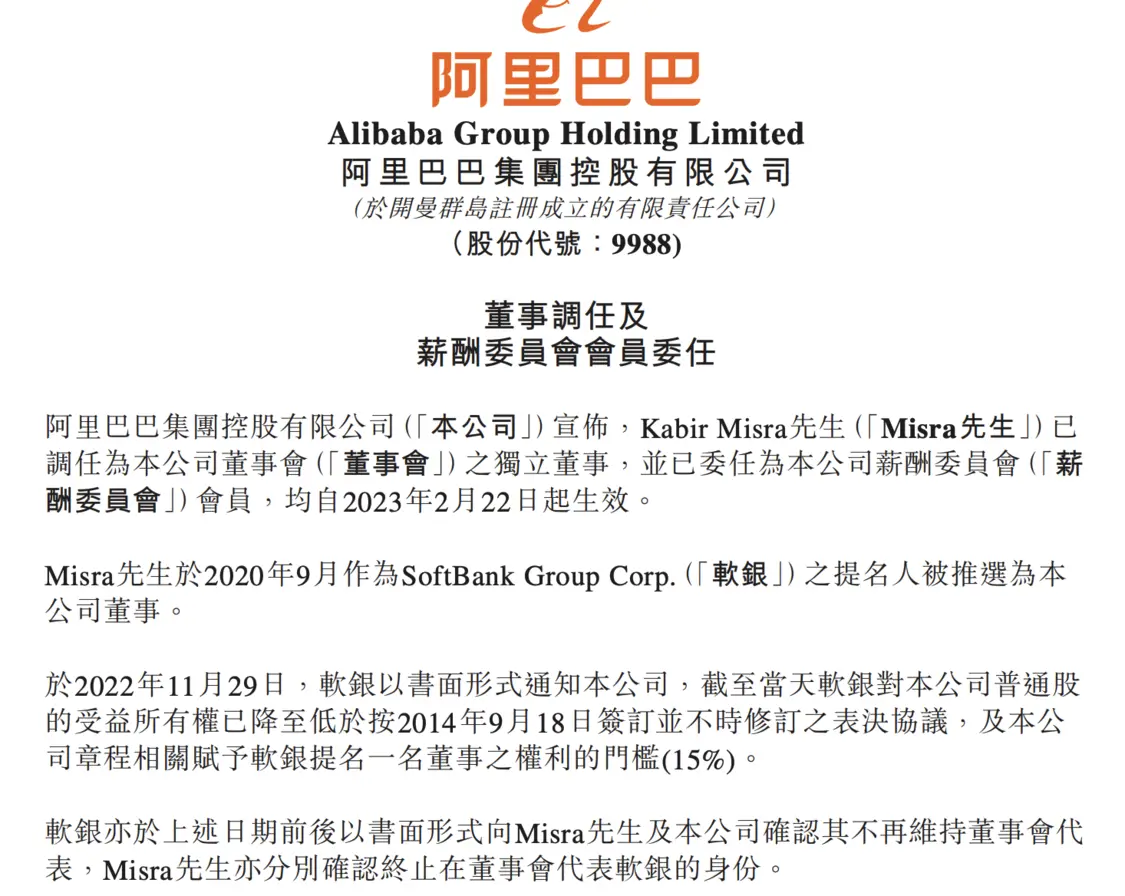 阿里巴巴
Alibaba Group Holding Limited
阿里巴巴集團控股有限公司
(於開曼群島註冊成立的有限責任公司)
（股份代號：9988)
董事調任及
薪酬委員會會員委任
阿里巴巴集團控股有限公司(「本公司」)宣佈，Kabir Misra先生(「Misra先生」)已
調任為本公司董事會(「董事會」)之獨立董事，並已委任為本公司薪酬委員會(「薪
酬委員會」)會員，均自2023年2月22日起生效。
Misra先生於2020年9月作為SoftBank Group Corp.(「軟銀」)之提名人被推選為本
公司董事。
於2022年11月29日，軟銀以書面形式通知本公司，截至當天軟銀對本公司普通股
的受益所有權已降至低於按2014年9月18日簽訂並不時修訂之表決協議，及本公
司章程相關賦予軟銀提名一名董事之權利的門檻(15%)。
軟銀亦於上述日期前後以書面形式向Misra先生及本公司確認其不再維持董事會代
表，Misra先生亦分別確認終止在董事會代表軟銀的身份。